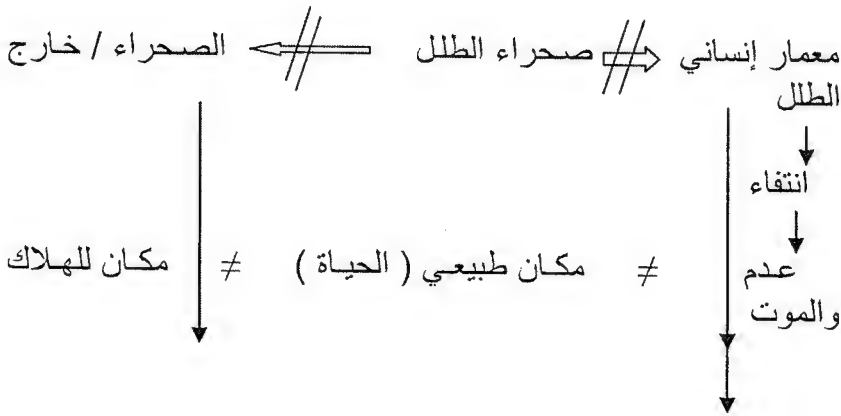 معمار إنساني صحراء الطلل الصحراء / خارج
الطلل
انتفاء
عدم ≠ مكان طبيعي ( الحياة ) ≠ مكان للهلاك
والموت